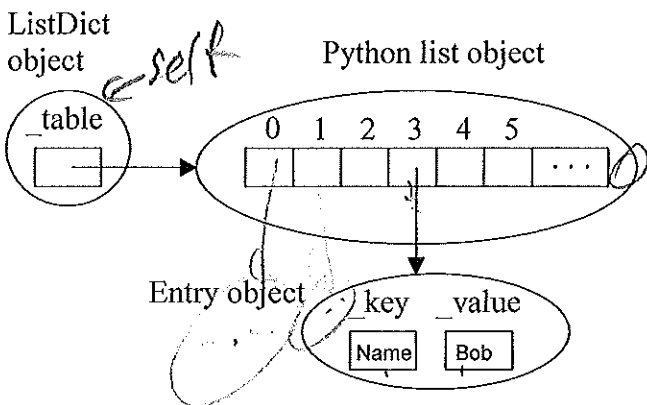 ListDict
object
self
Python list object
_table
0 1 2 3 4 5
...
Entry object
_key _value
Name Bob